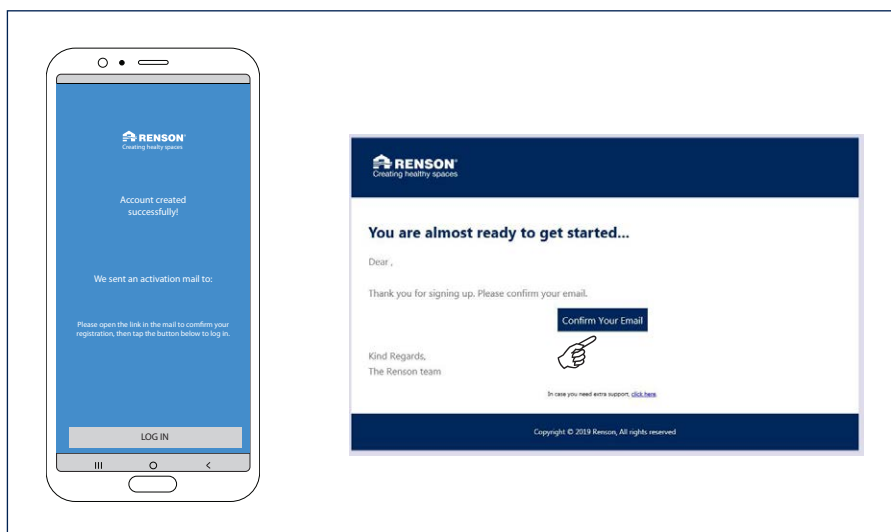 RENSON
Creating healty spaces
Account created
successfully!
We sent an activation mail to:
Please open the link in the mail to comfirm your
registration, then tap the button below to log in.
LOG IN
RENSON
Creating healthy spaces
You are almost ready to get started...
Dear ,
Thank you for signing up. Please confirm your email.
Confirm Your Email
Kind Regards,
The Renson team
In case you need extra support, click here.
Copyright © 2019 Renson, All rights reserved